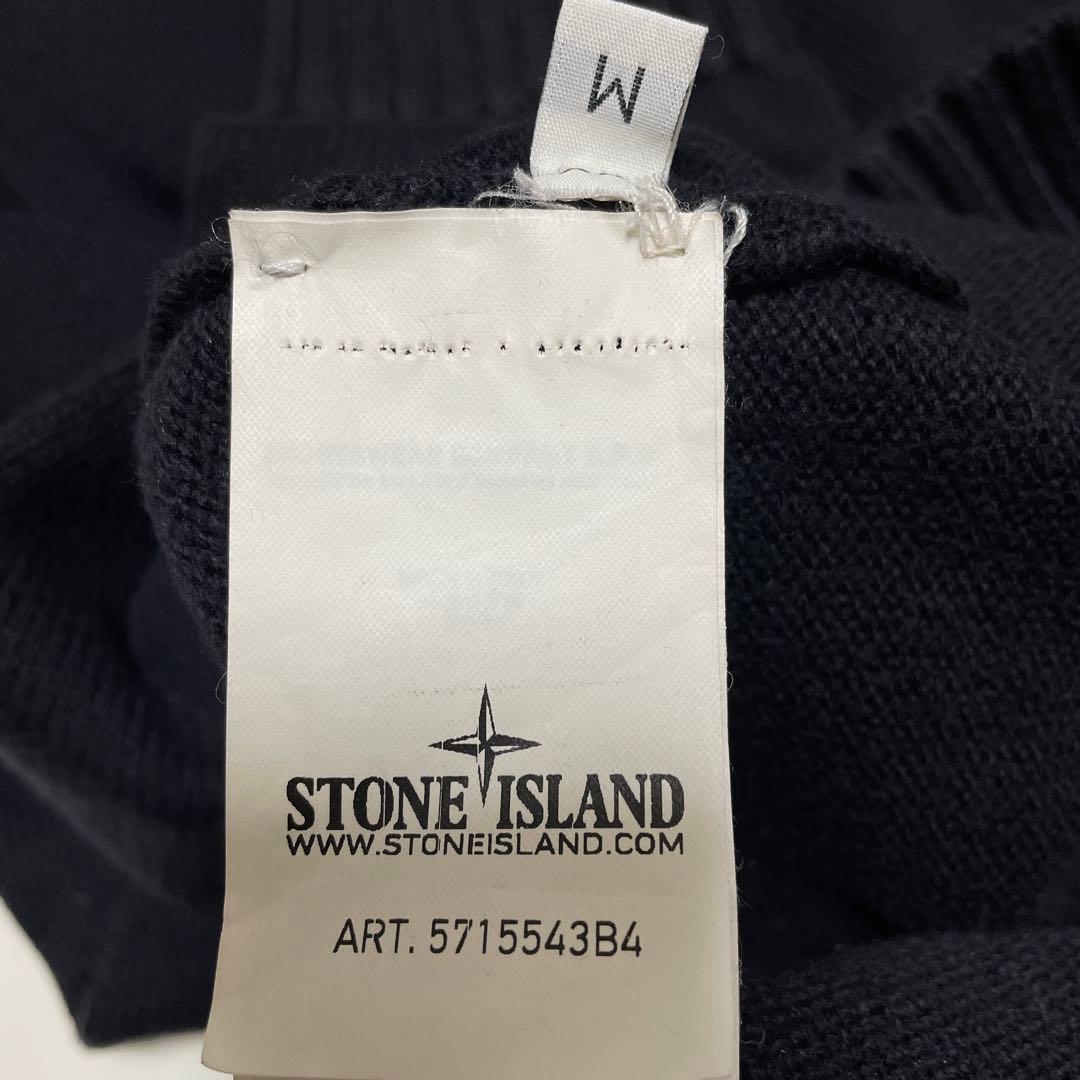 M
STONE ISLAND
WWW.STONEISLAND.COM
ART. 5715543B4